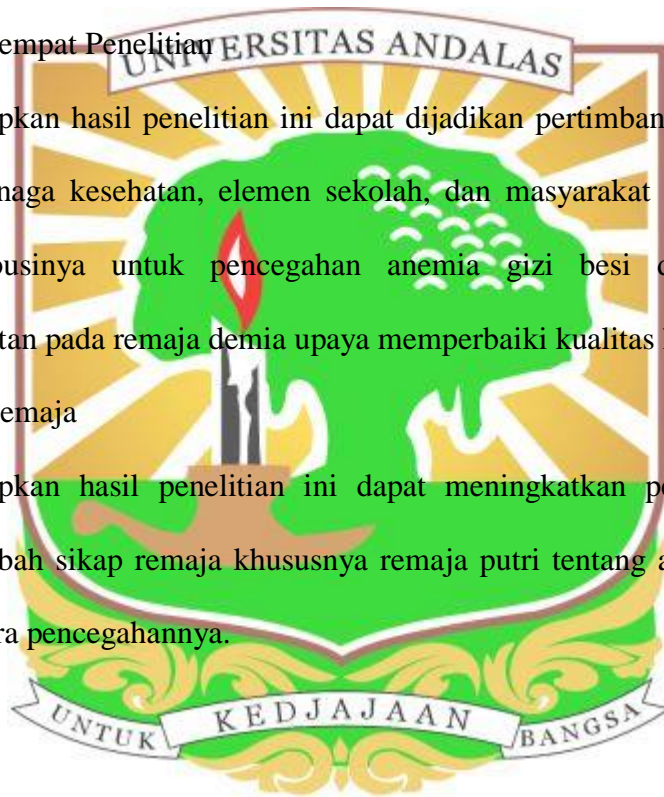 empat Penelitian
UNIVERSITAS ANDALAS
pkan hasil penelitian ini dapat dijadikan pertimban
naga kesehatan, elemen sekolah, dan masyarakat
businya untuk pencegahan anemia gizi besi d
tan pada remaja demia upaya memperbaiki kualitas
emaja
pkan hasil penelitian ini dapat meningkatkan pe
bah sikap remaja khususnya remaja putri tentang a
ra pencegahannya.
UNTUK KEDJAJAAN BANGSA